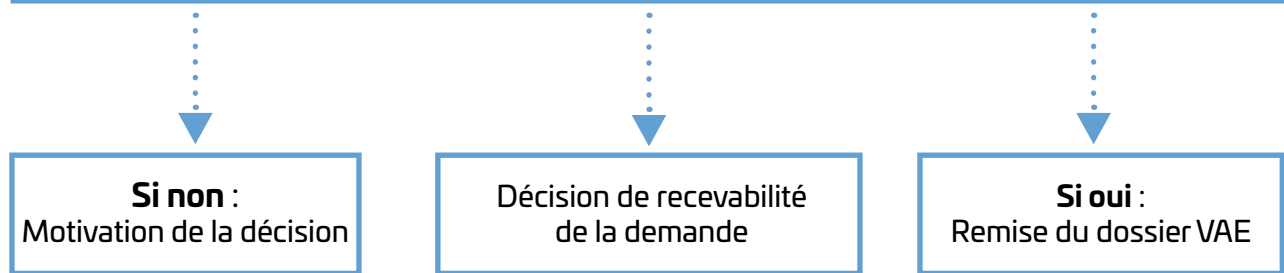 Si non :
Motivation de la décision
Décision de recevabilité
de la demande
Si oui :
Remise du dossier VAE